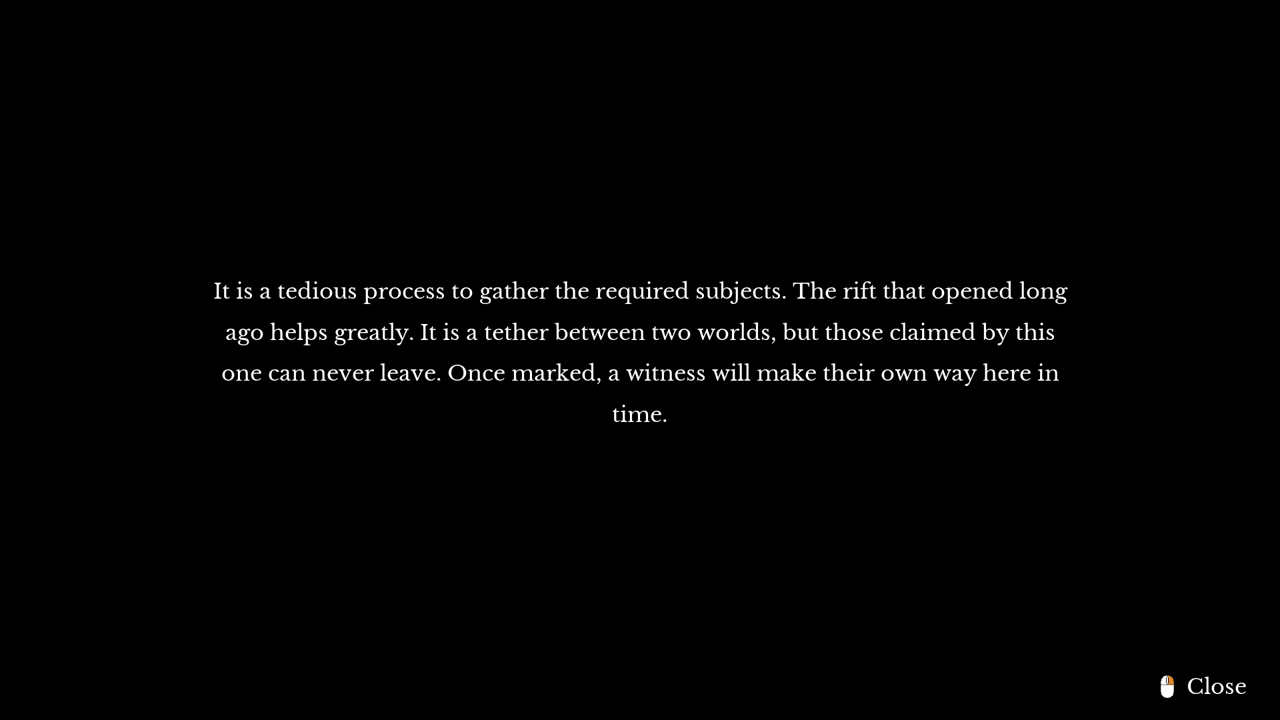 It is a tedious process to gather the required subjects. The rift that opened long
ago helps greatly. It is a tether between two worlds, but those claimed by this
one can never leave. Once marked, a witness will make their own way here in
time.
Close